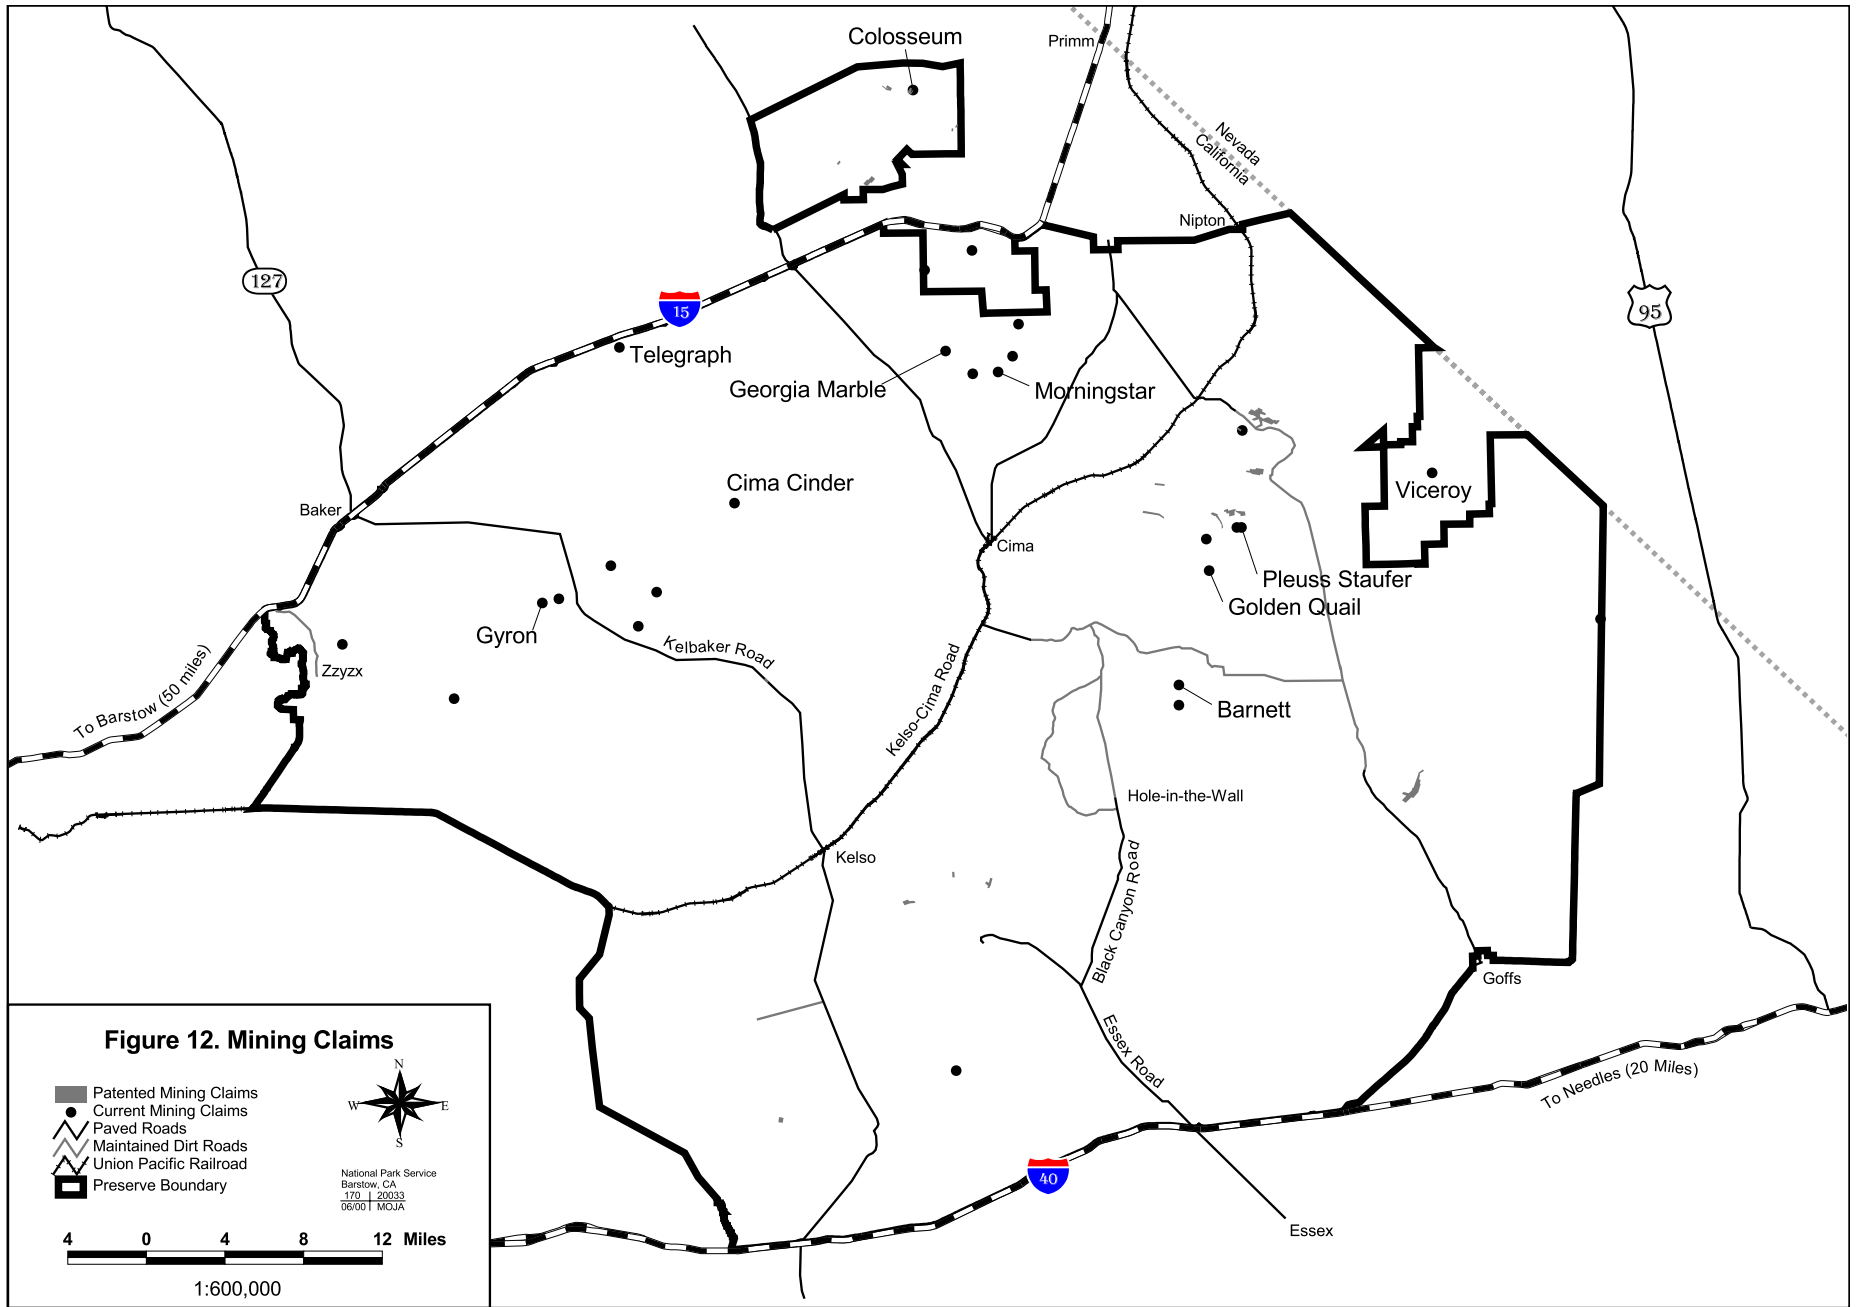 Colosseum
Primm
Nevada
California
Nipton
127
15
95
Telegraph
Georgia Marble
Morningstar
Cima Cinder
Viceroy
Baker
Cima
Pleuss Staufer
Golden Quail
Gyron
Kelbaker Road
Zzyzx
To Barstow (50 miles)
Kelso-Cima Road
Barnett
Hole-in-the-Wall
Kelso
Black Canyon Road
Goffs
Essex Road
To Needles (20 Miles)
40
Essex
Figure 12. Mining Claims
N
W
E
S
Patented Mining Claims
Current Mining Claims
Paved Roads
Maintained Dirt Roads
Union Pacific Railroad
Preserve Boundary
National Park Service
Barstow, CA
170 | 20033
06/00 | MOJA
4 0 4 8 12 Miles
1:600,000